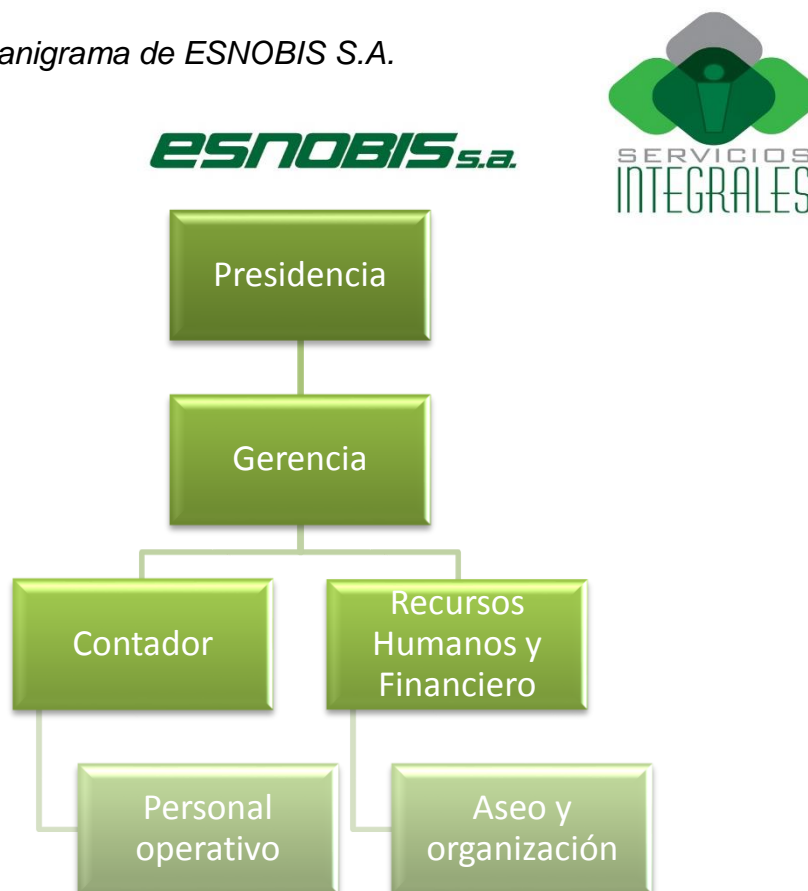 anigrama de ESNOBIS S.A.
esnobis s.a.
SERVICIOS
INTEGRALES
Presidencia
Gerencia
Contador
Recursos
Humanos y
Financiero
Personal
operativo
Aseo y
organización